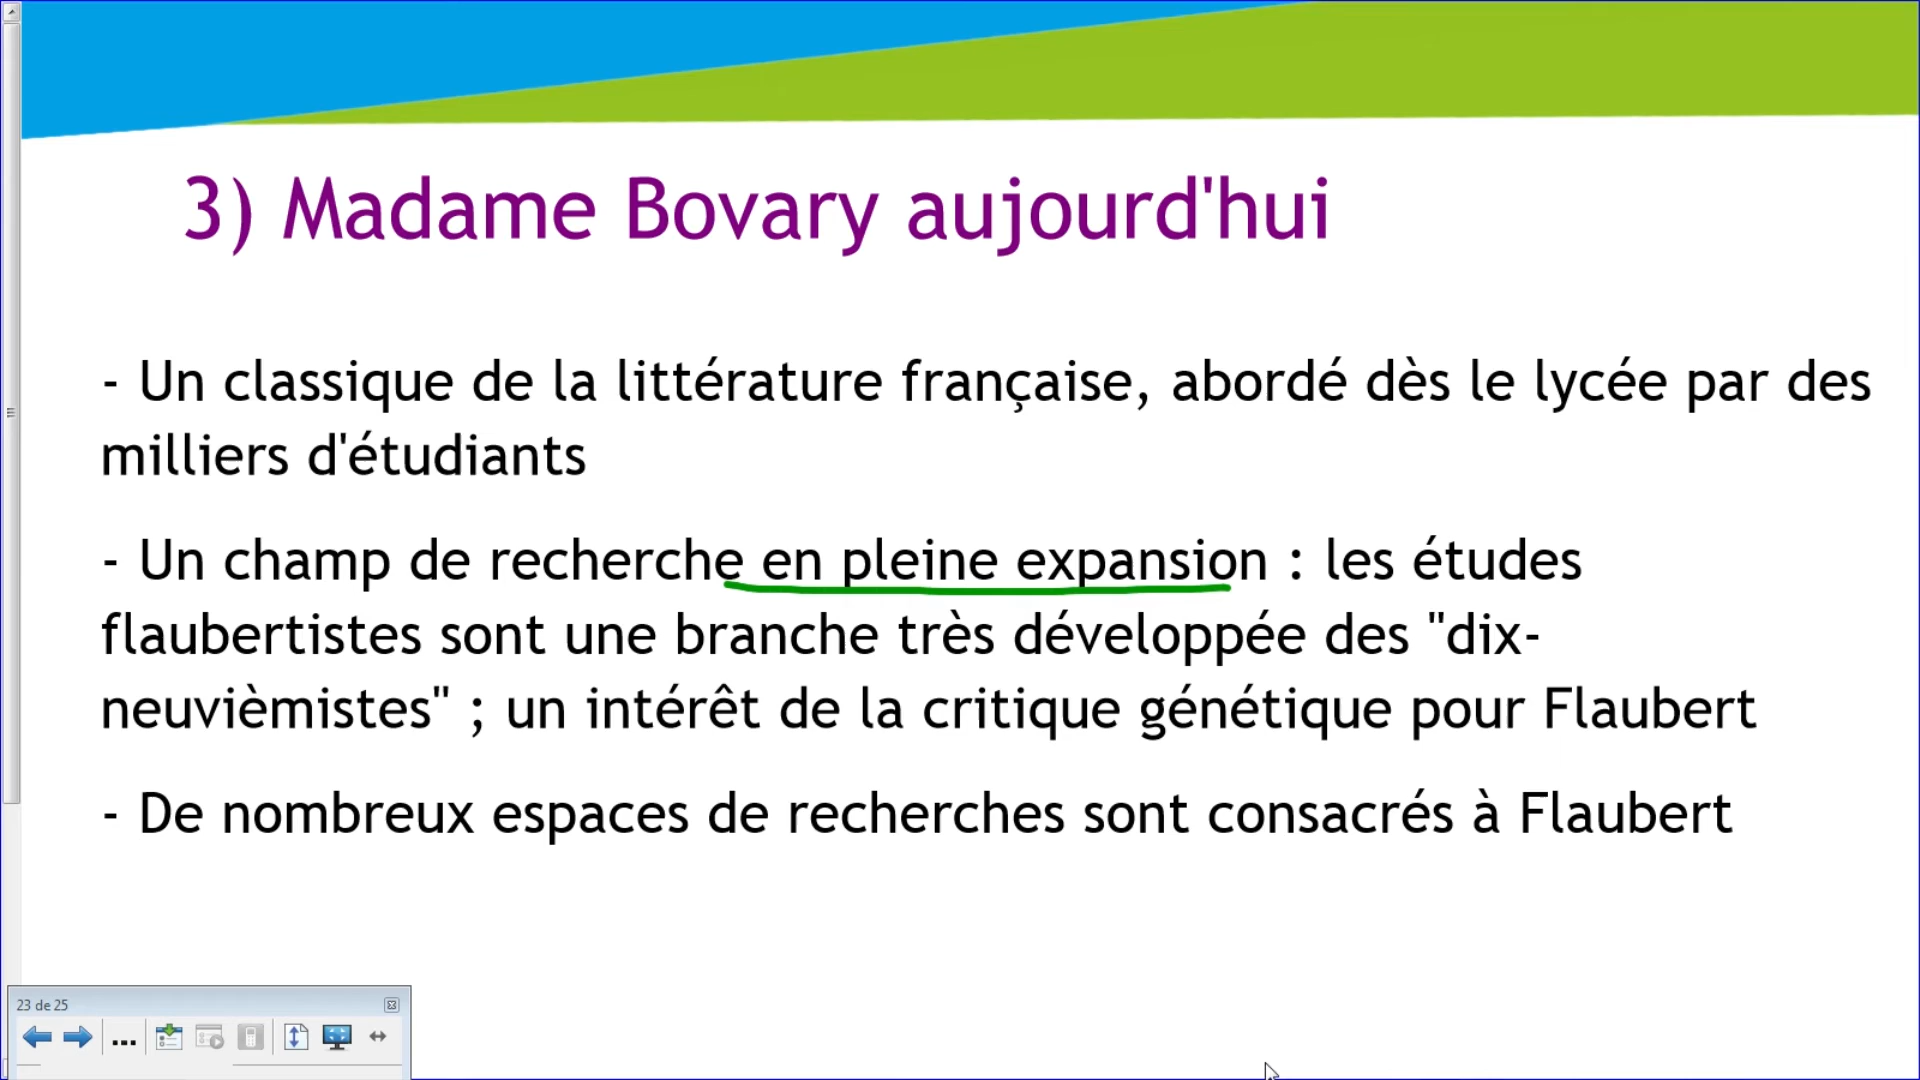 3) Madame Bovary aujourd'hui
- Un classique de la littérature française, abordé dès le lycée par des
milliers d'étudiants
- Un champ de recherche en pleine expansion : les études
flaubertistes sont une branche très développée des "dix-
neuvièmistes" ; un intérêt de la critique génétique pour Flaubert
- De nombreux espaces de recherches sont consacrés à Flaubert
23 de 25
...